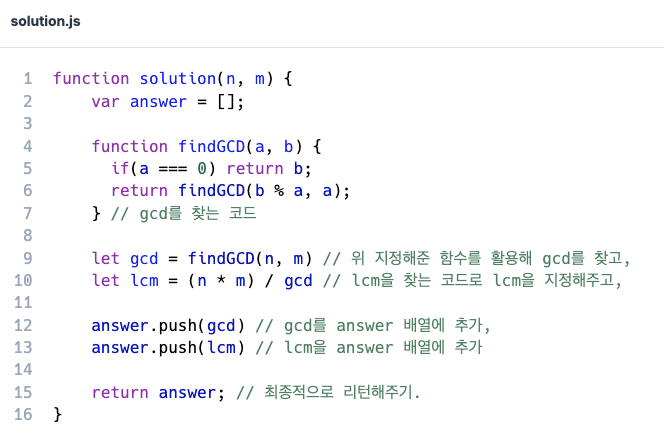 solution.js
1 function solution(n, m) {
2     var answer = [];
3
4     function findGCD(a, b) {
5       if(a === 0) return b;
6       return findGCD(b % a, a);
7     } // gcd를 찾는 코드
8
9     let gcd = findGCD(n, m) // 위 지정해준 함수를 활용해 gcd를 찾고,
10     let lcm = (n * m) / gcd // lcm을 찾는 코드로 lcm을 지정해주고,
11
12     answer.push(gcd) // gcd를 answer 배열에 추가,
13     answer.push(lcm) // lcm을 answer 배열에 추가
14
15     return answer; // 최종적으로 리턴해주기.
16 }